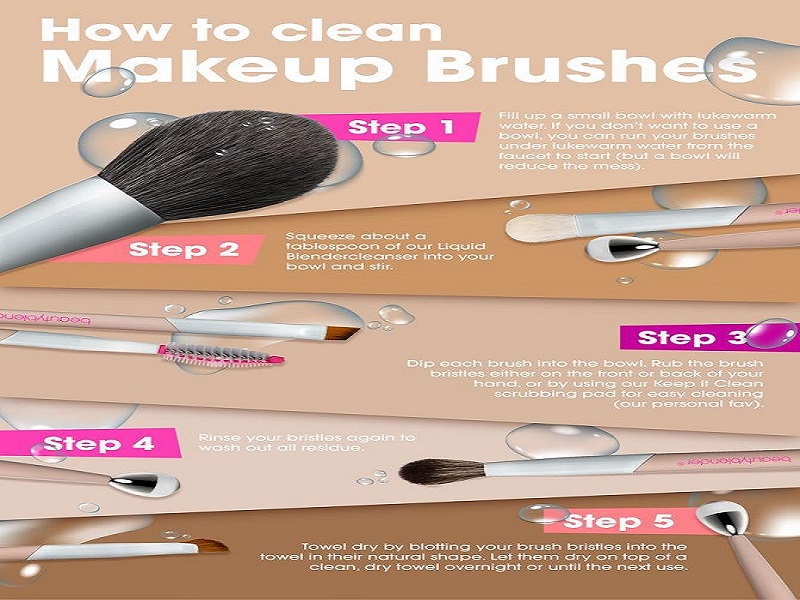 How to clean
Makeup Brushes
Step 1
Fill up a small bowl with lukewarm
water. If you don't want to use a
bowl, you can run your brushes
under lukewarm water from the
faucet to start (but a bowl will
reduce the mess).
Step 2
Squeeze about a
tablespoon of our Liquid
Blendercleanser into your
bowl and stir.
der®
beautyblend
Step 3
Dip each brush into the bowl. Rub the brush
bristles either on the front or back of your
hand, or by using our Keep It Clean
scrubbing pad for easy cleaning
(our personal fav).
Step 4
Rinse your bristles again to
wash out all residue.
beautyblender®
Step 5
Towel dry by blotting your brush bristles into the
towel in their natural shape. Let them dry on top of a
clean, dry towel overnight or until the next use.